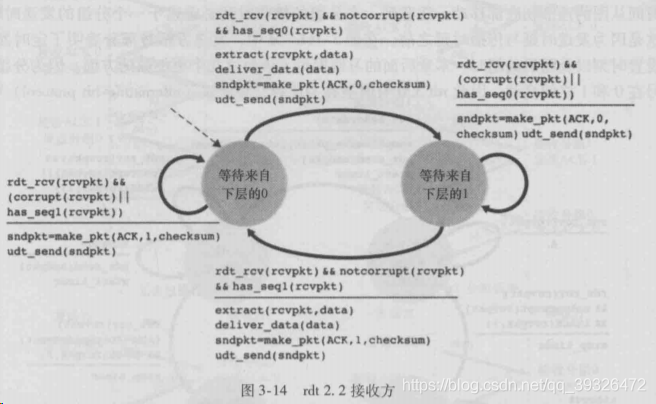 rdt_rcv(rcvpkt) && notcorrupt(rcvpkt)
&& has_seq0(rcvpkt)
extract(rcvpkt,data)
deliver_data(data)
sndpkt=make_pkt(ACK,0,checksum)
udt_send(sndpkt)
rdt_rcv(rcvpkt) &&
(corrupt(rcvpkt)||
has_seq0(rcvpkt))
sndpkt=make_pkt(ACK,0,
checksum) udt_send(sndpkt)
等待来自
下层的0
等待来自
下层的1
rdt_rcv(rcvpkt) &&
(corrupt(rcvpkt)||
has_seq1(rcvpkt))
sndpkt=make_pkt(ACK,1,checksum)
udt_send(sndpkt)
rdt_rcv(rcvpkt) && notcorrupt(rcvpkt)
&& has_seq1(rcvpkt)
extract(rcvpkt,data)
deliver_data(data)
sndpkt=make_pkt(ACK,1,checksum)
udt_send(sndpkt)
图 3-14 rdt 2.2 接收方
https://blog.csdn.net/qq_39326472